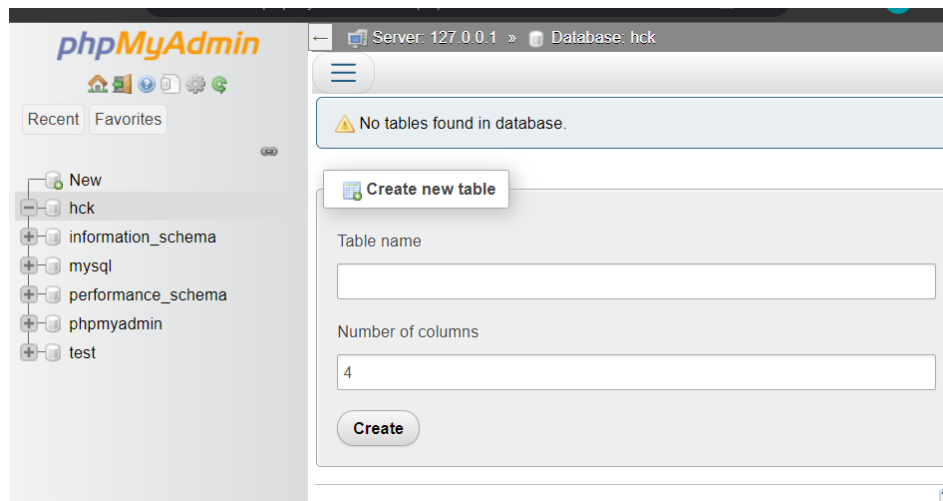 phpMyAdmin
Recent Favorites
New
hck
information_schema
mysql
performance_schema
phpmyadmin
test
← Server: 127.0.0.1 » Database: hck
No tables found in database.
Create new table
Table name
Number of columns
4
Create